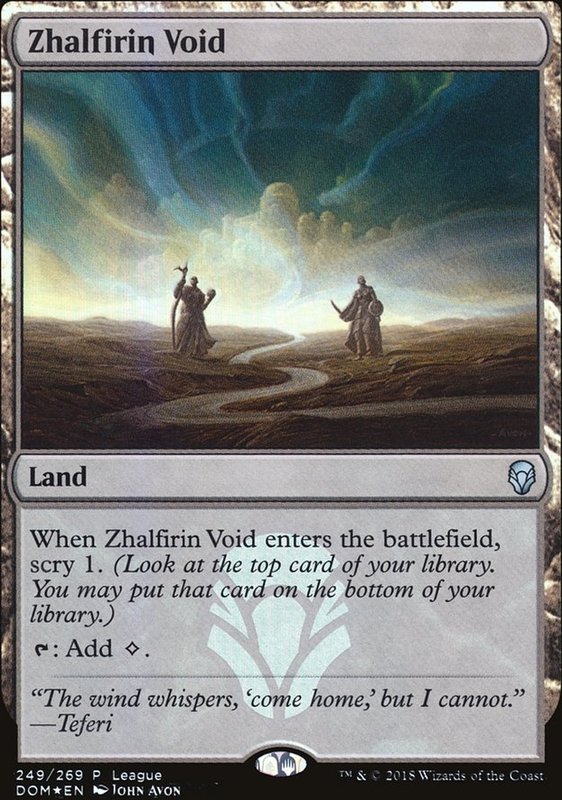 Zhalfirin Void
AVON
Land
When Zhalfirin Void enters the battlefield,
scry 1. (Look at the top card of your library.
You may put that card on the bottom of your
library.)
: Add .
“The wind whispers, ‘come home,’ but I cannot.”
—Teferi
249/269 P League
DOM★EN JOHN AVON
™ & © 2018 Wizards of the Coast